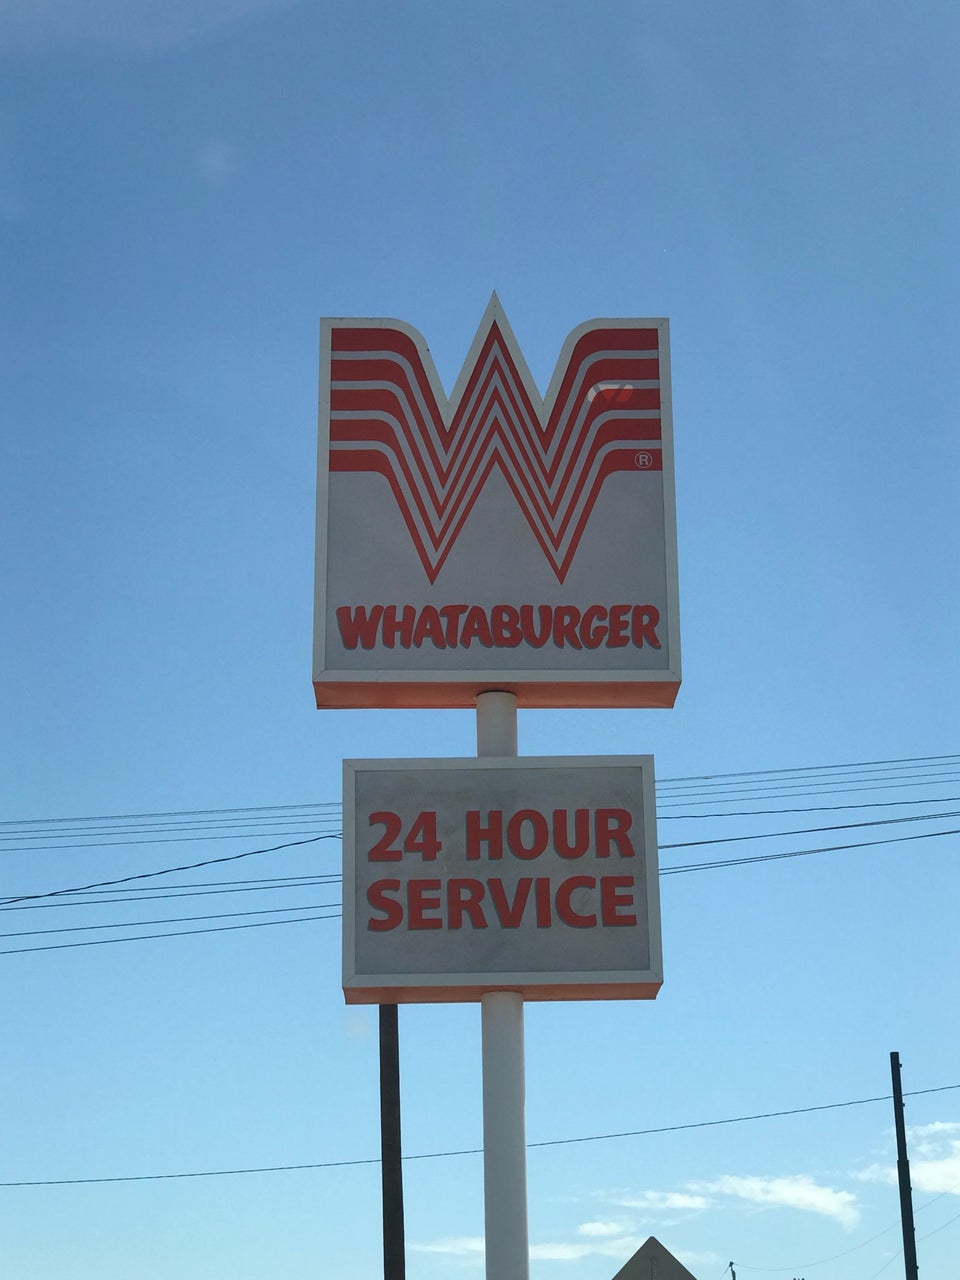 W
®
WHATABURGER
24 HOUR
SERVICE